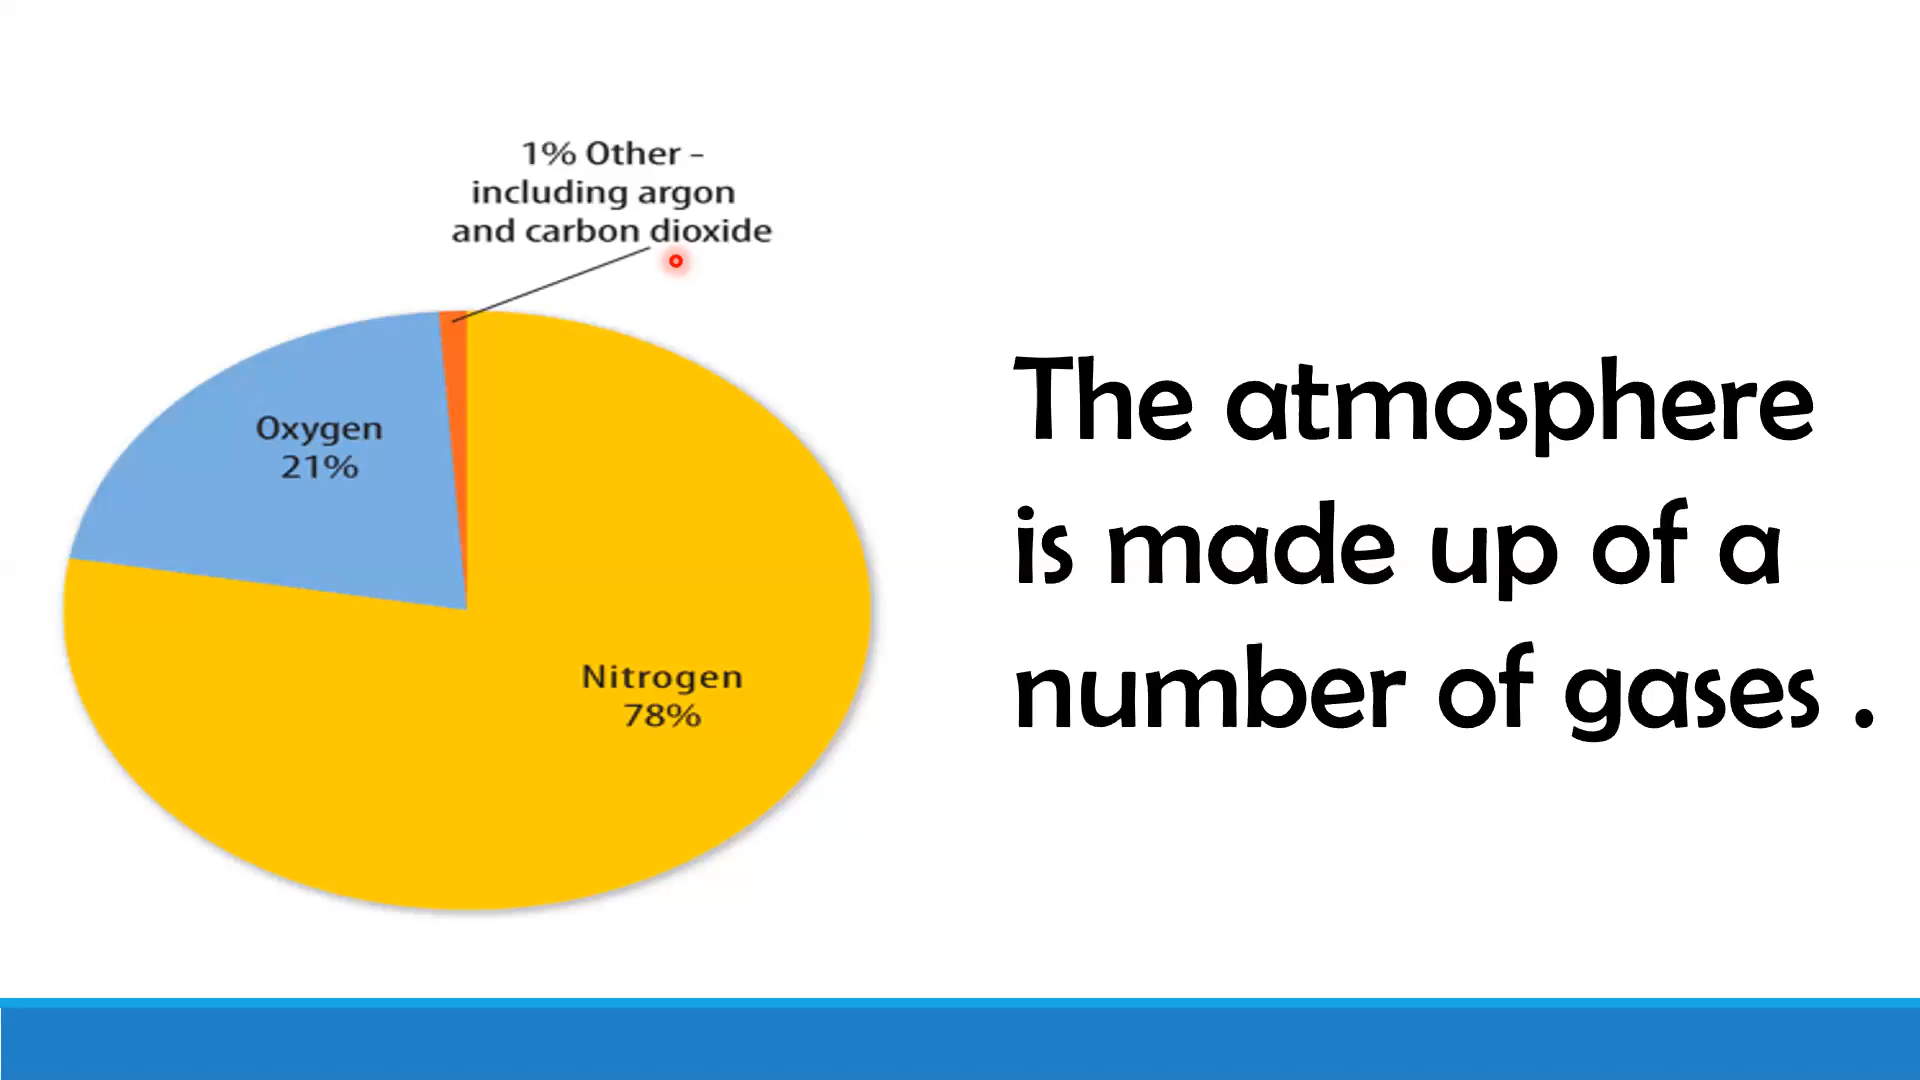 1% Other -
including argon
and carbon dioxide
Oxygen
21%
Nitrogen
78%
The atmosphere
is made up of a
number of gases .